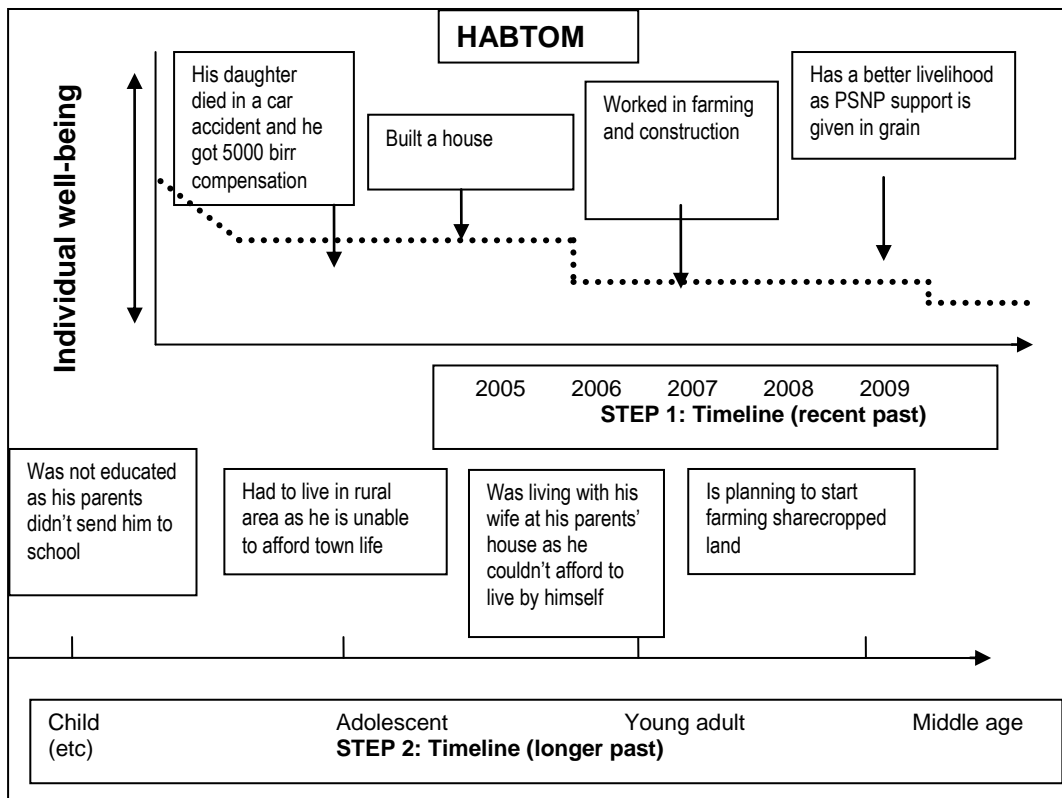 HABTOM
Individual well-being
His daughter
died in a car
accident and he
got 5000 birr
compensation
Built a house
Worked in farming
and construction
Has a better livelihood
as PSNP support is
given in grain
2005 2006 2007 2008 2009
STEP 1: Timeline (recent past)
Was not educated
as his parents
didn’t send him to
school
Had to live in rural
area as he is unable
to afford town life
Was living with his
wife at his parents’
house as he
couldn’t afford to
live by himself
Is planning to start
farming sharecropped
land
Child Adolescent Young adult Middle age
(etc) STEP 2: Timeline (longer past)